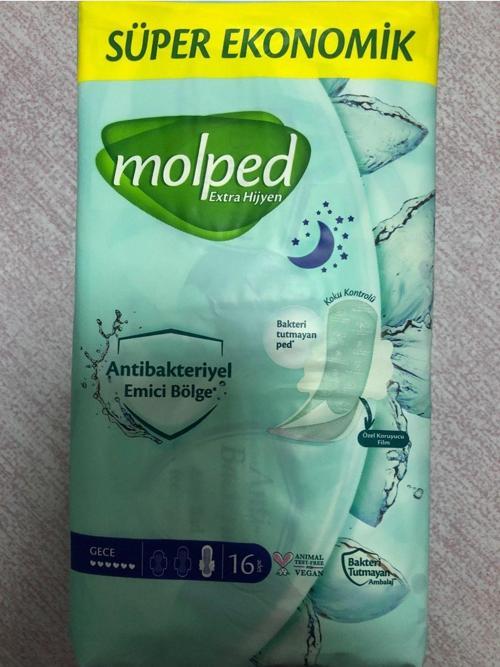 SÜPER EKONOMİK
molped
Extra Hijyen
Koku Kontrolü
Bakteri
tutmayan
ped*
Antibakteriyel
Emici Bölge*
Özel Koruyucu
Film
GECE
16
adet
ANIMAL
TEST-FREE
VEGAN
Bakteri
Tutmayan
Ambalaj